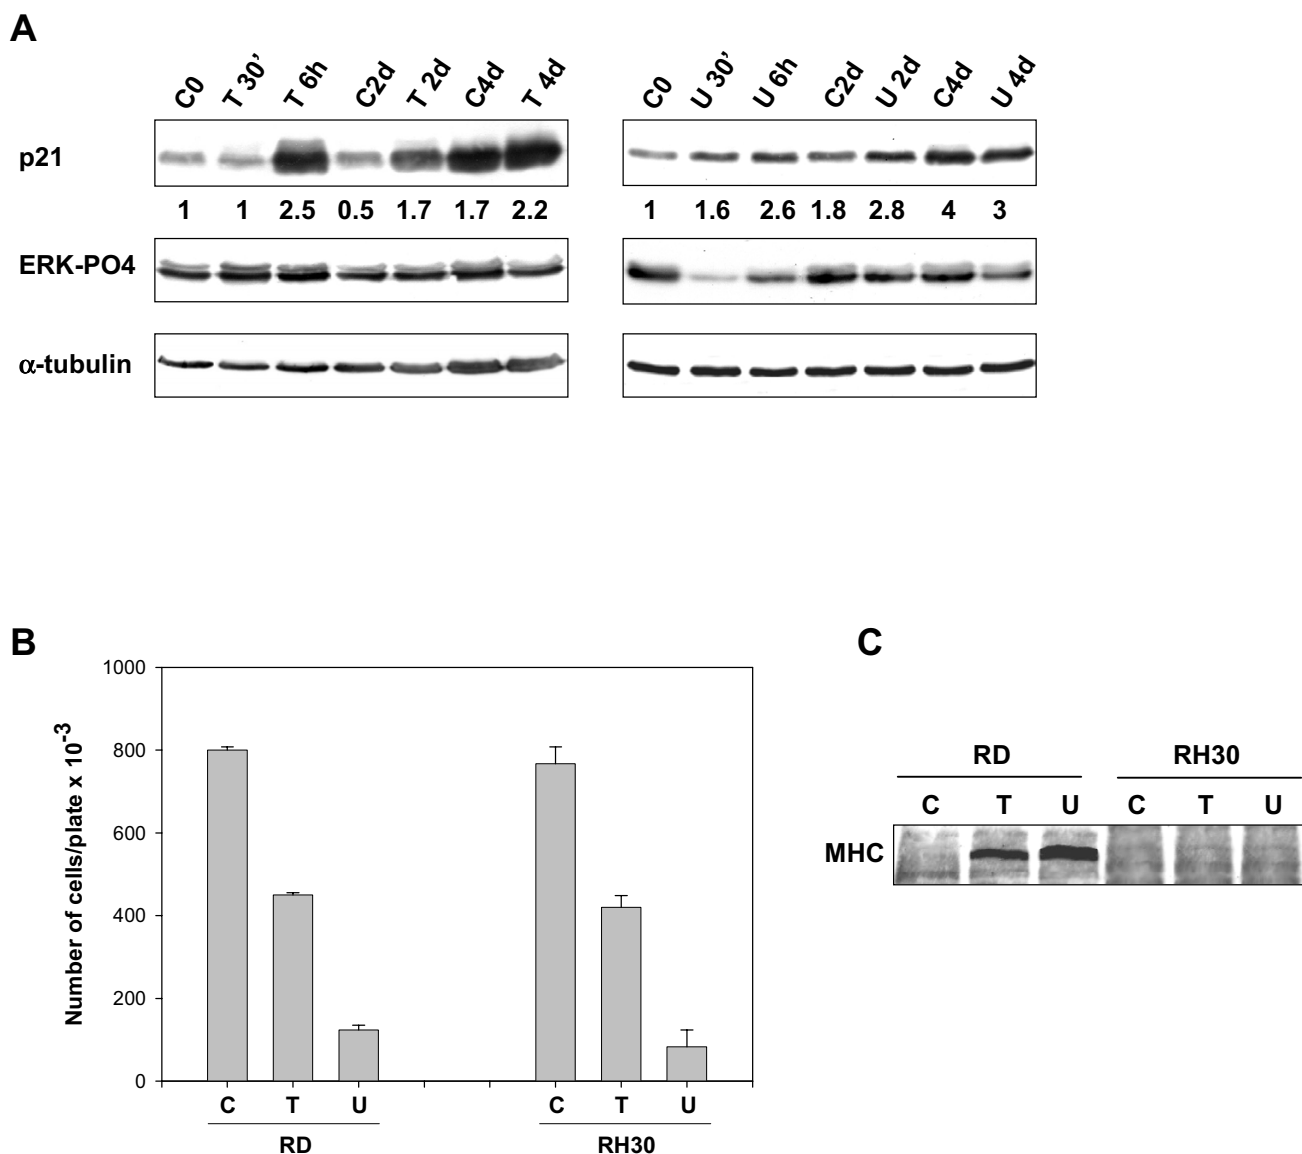 A
C0 T 30’ T 6h C2d T 2d C4d T 4d
C0 U 30’ U 6h C2d U 2d C4d U 4d
p21
1 1 2.5 0.5 1.7 1.7 2.2
1 1.6 2.6 1.8 2.8 4 3
ERK-PO4
α-tubulin
B
Number of cells/plate x 10-3
1000
800
600
400
200
0
C T U C T U
RD RH30
C
RD RH30
C T U C T U
MHC